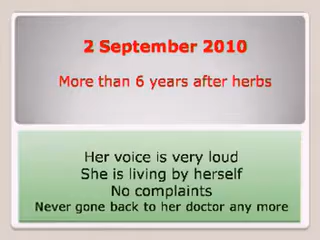 2 September 2010
More than 6 years after herbs
Her voice is very loud
She is living by herself
No complaints
Never gone back to her doctor any more